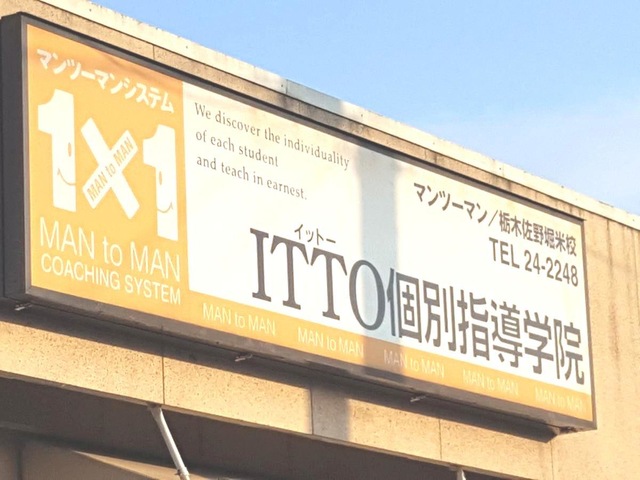 マンツーマンシステム
1×1
MAN to MAN
MAN to MAN
COACHING SYSTEM
We discover the individuality
of each student
and teach in earnest.
マンツーマン/栃木佐野堀米校
TEL 24-2248
イットー
ITTO個別指導学院
MAN to MAN MAN to MAN MAN to MAN MAN to MAN MAN to MAN